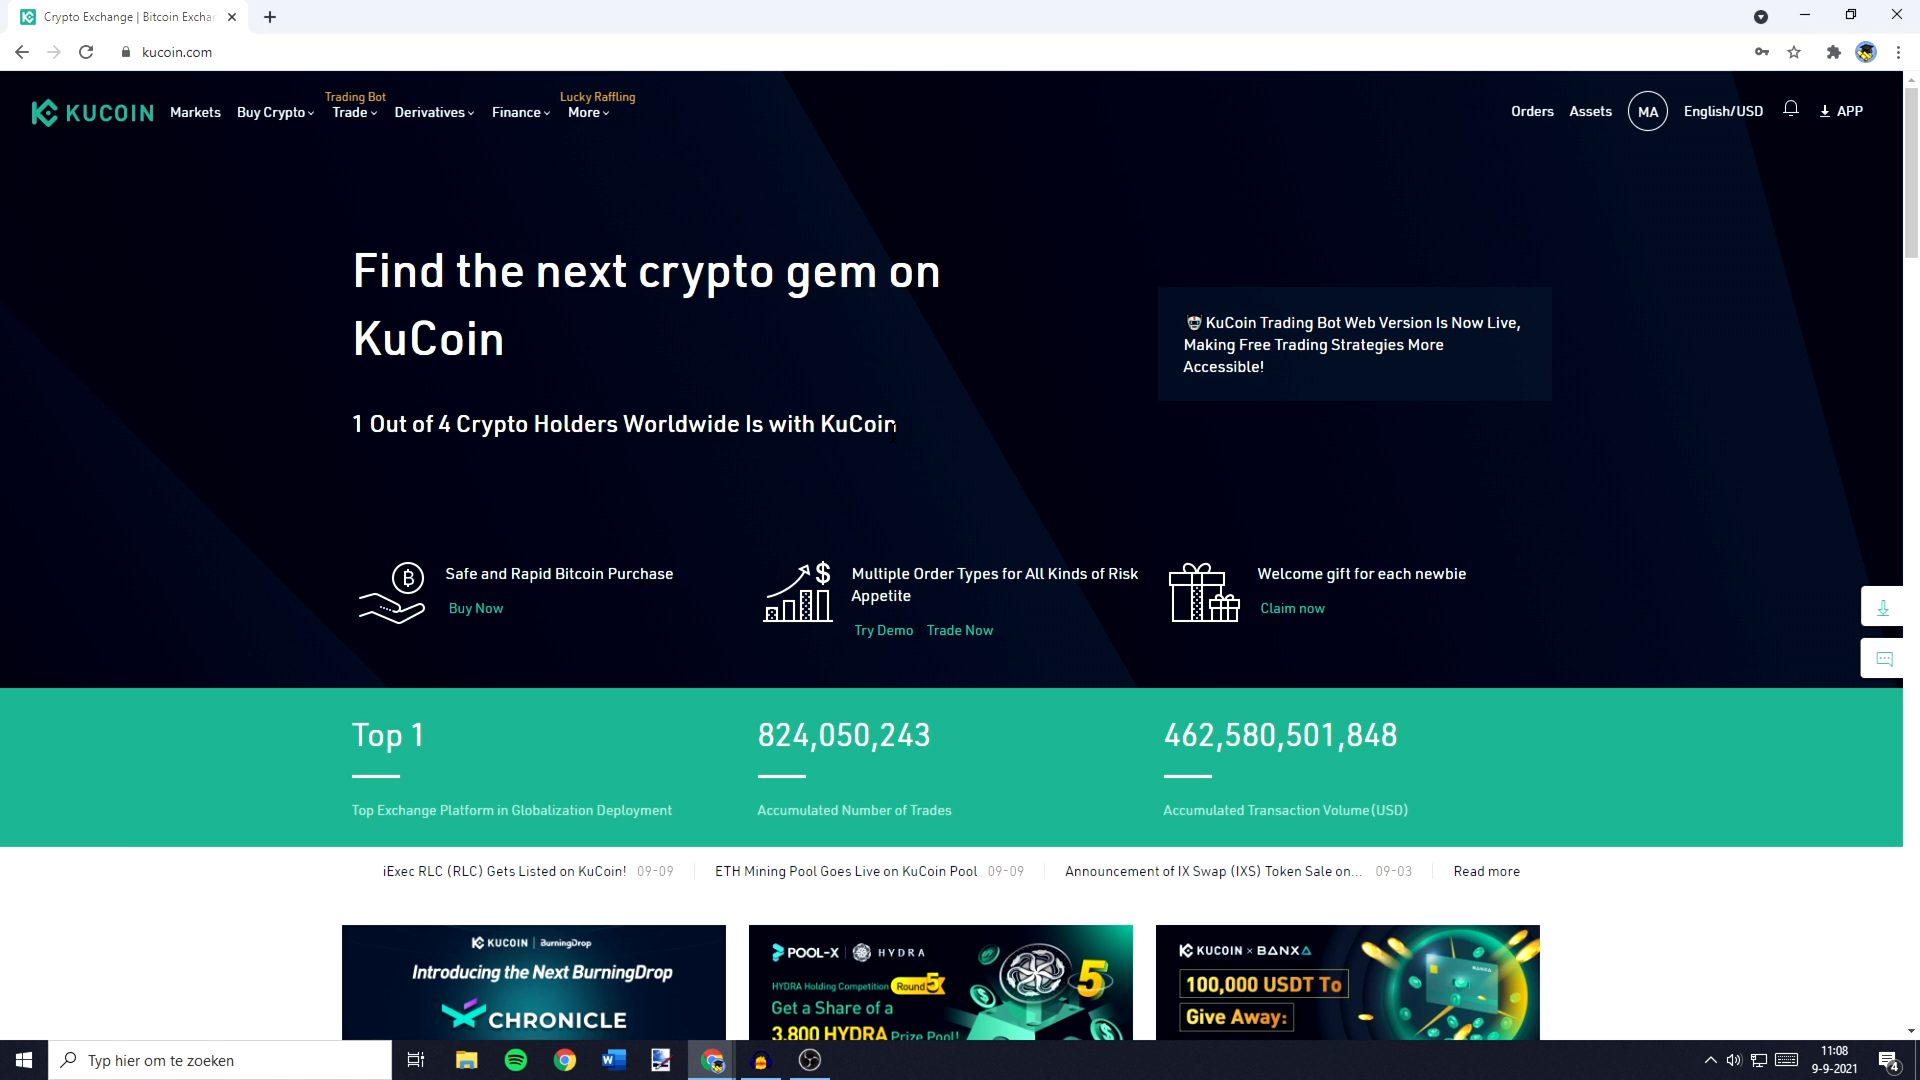 Crypto Exchange | Bitcoin Exchan
kucoin.com
KUCOIN
Markets
Buy Crypto
Trading Bot
Trade
Derivatives
Finance
Lucky Raffling
More
Orders
Assets
MA
English/USD
APP
Find the next crypto gem on
KuCoin
1 Out of 4 Crypto Holders Worldwide Is with KuCoin
KuCoin Trading Bot Web Version Is Now Live,
Making Free Trading Strategies More
Accessible!
Safe and Rapid Bitcoin Purchase
Buy Now
Multiple Order Types for All Kinds of Risk
Appetite
Try Demo Trade Now
Welcome gift for each newbie
Claim now
Top 1
Top Exchange Platform in Globalization Deployment
824,050,243
Accumulated Number of Trades
462,580,501,848
Accumulated Transaction Volume(USD)
iExec RLC (RLC) Gets Listed on KuCoin! 09-09
ETH Mining Pool Goes Live on KuCoin Pool 09-09
Announcement of IX Swap (IXS) Token Sale on... 09-03
Read more
KUCOIN | BurningDrop
Introducing the Next BurningDrop
CHRONICLE
POOL-X | HYDRA
HYDRA Holding Competition Round 5
Get a Share of a
3,800 HYDRA Prize Pool!
5
KUCOIN × BANXA
100,000 USDT To
Give Away:
BANXA
Typ hier om te zoeken
11:08
9-9-2021
4